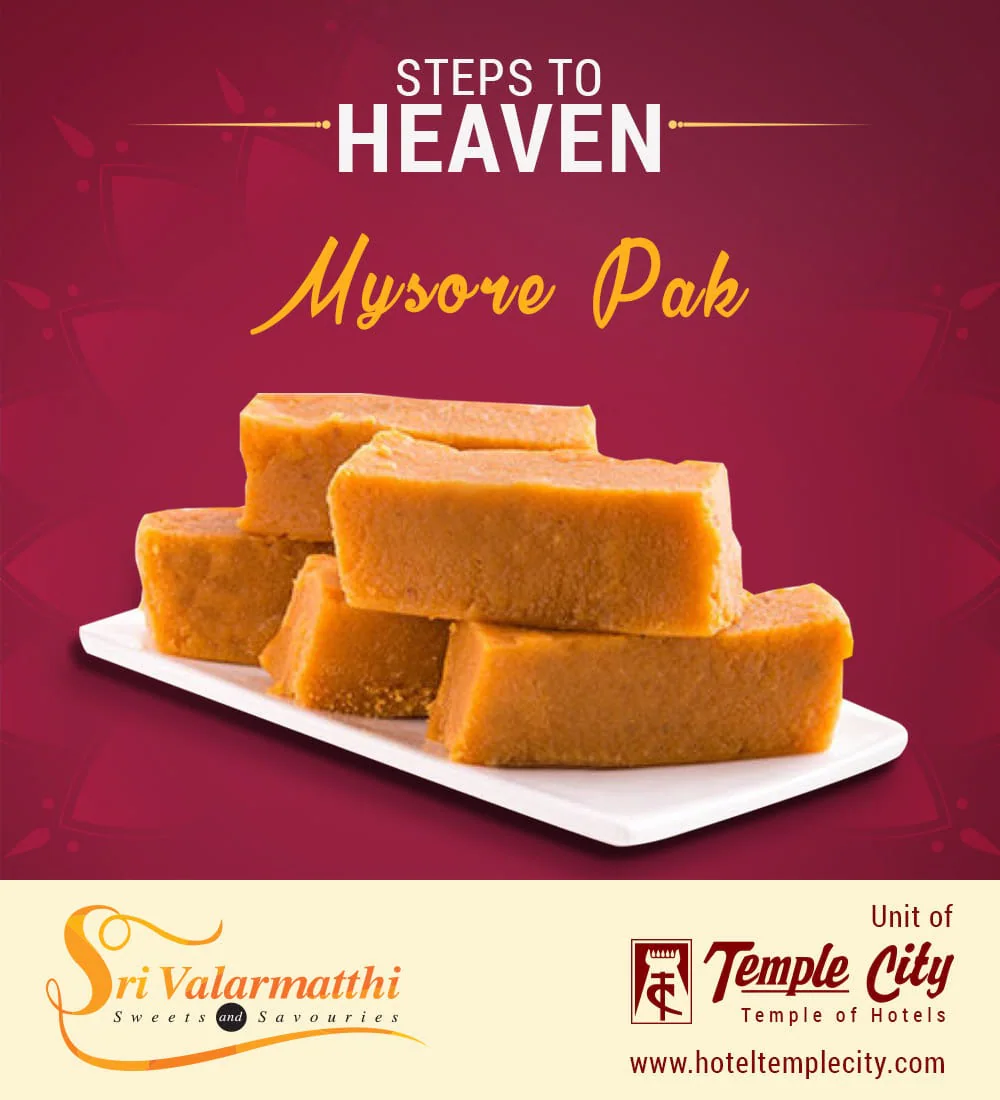 STEPS TO
HEAVEN
Mysore Pak
Sri Valarmatthi
Sweets and Savouries
Unit of
TC
Temple City
Temple of Hotels
www.hoteltemplecity.com